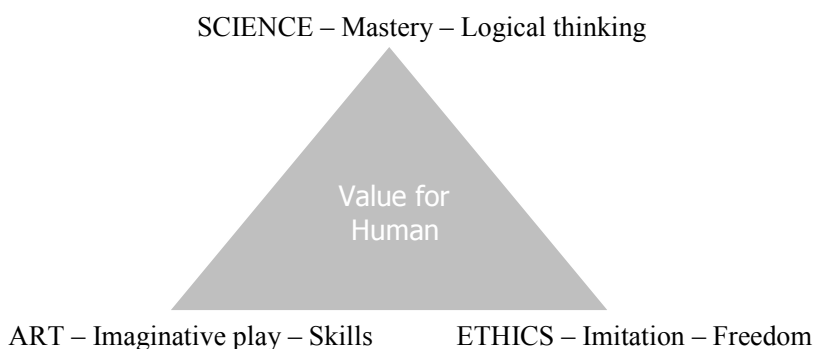 SCIENCE – Mastery – Logical thinking
Value for
Human
ART – Imaginative play – Skills
ETHICS – Imitation – Freedom